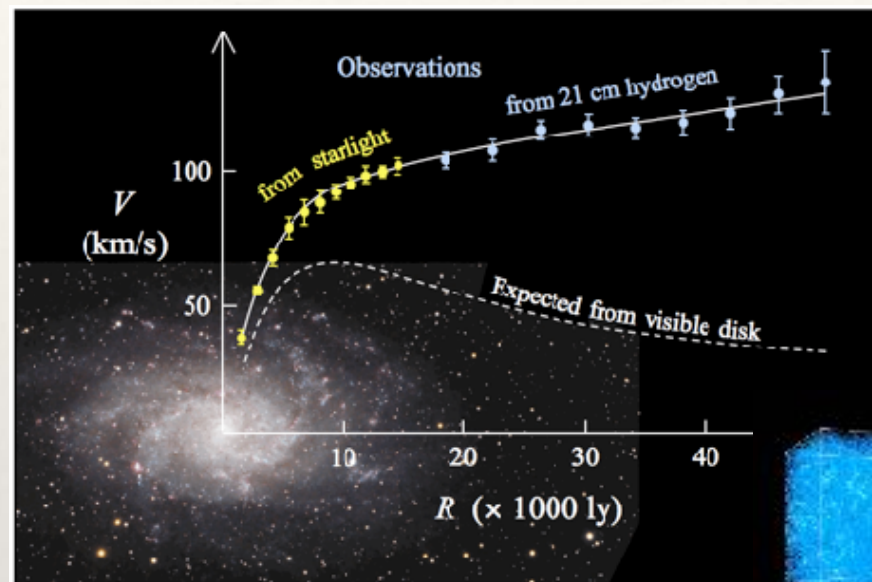 Observations
from 21 cm hydrogen
from starlight
100
V
(km/s)
50
Expected from visible disk
10 20 30 40
R (× 1000 ly)